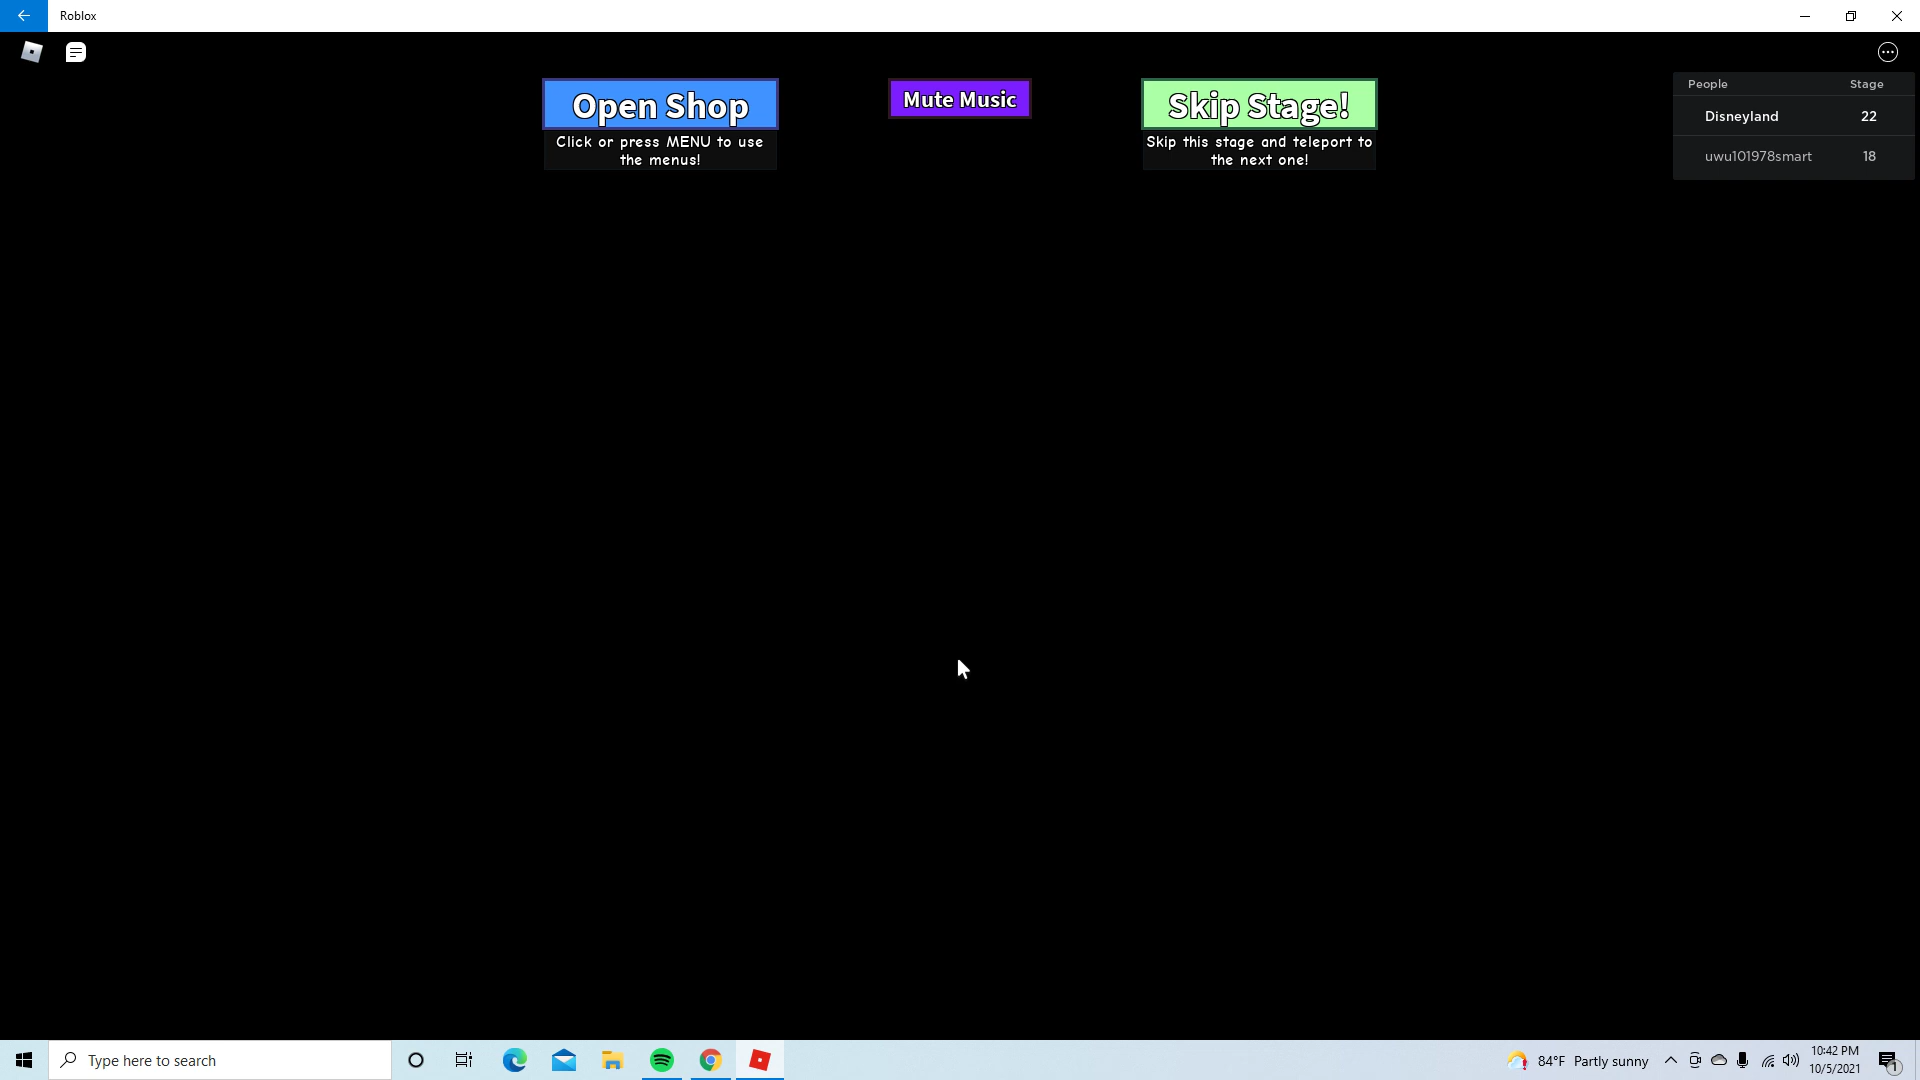 Roblox
Open Shop
Click or press MENU to use
the menus!
Mute Music
Skip Stage!
Skip this stage and teleport to
the next one!
People Stage
Disneyland 22
uwu101978smart 18
Type here to search
84°F Partly sunny
10:42 PM
10/5/2021
1